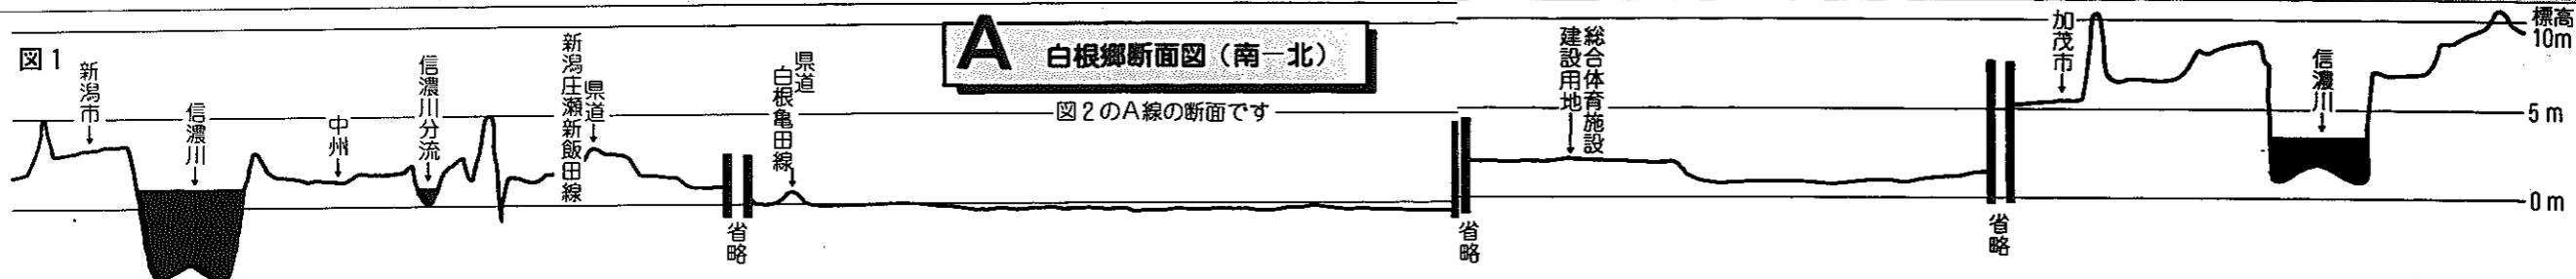 図1
新潟市
信濃川
中州
信濃川分流
新潟庄瀬新飯田線
県道
省略
県道
白根亀田線
A 白根郷断面図（南―北）
図2のA線の断面です
省略
総合体育施設
建設用地
省略
加茂市
信濃川
標高
10m
5m
0m